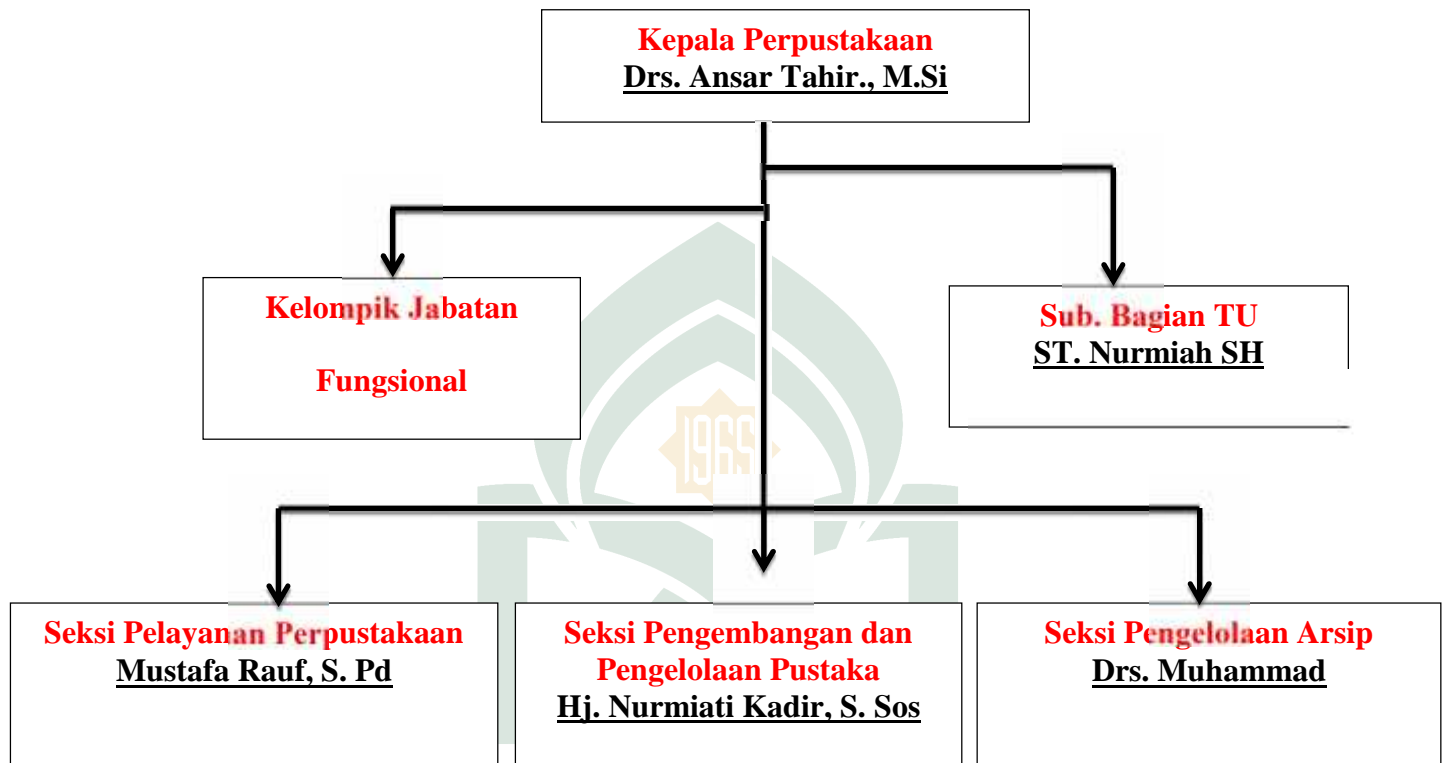 Kepala Perpustakaan
Drs. Ansar Tahir., M.Si
Kelompik Jabatan
Fungsional
Sub. Bagian TU
ST. Nurmiah SH
1965
Seksi Pelayanan Perpustakaan
Mustafa Rauf, S. Pd
Seksi Pengembangan dan
Pengelolaan Pustaka
Hj. Nurmiati Kadir, S. Sos
Seksi Pengelolaan Arsip
Drs. Muhammad